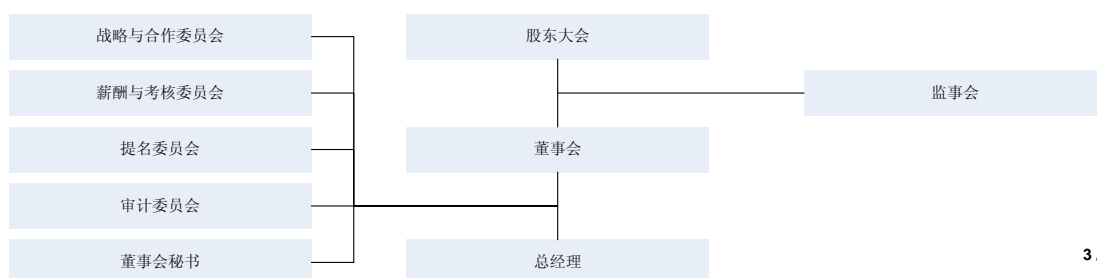 战略与合作委员会
股东大会
薪酬与考核委员会
监事会
提名委员会
董事会
审计委员会
董事会秘书
总经理
3 /